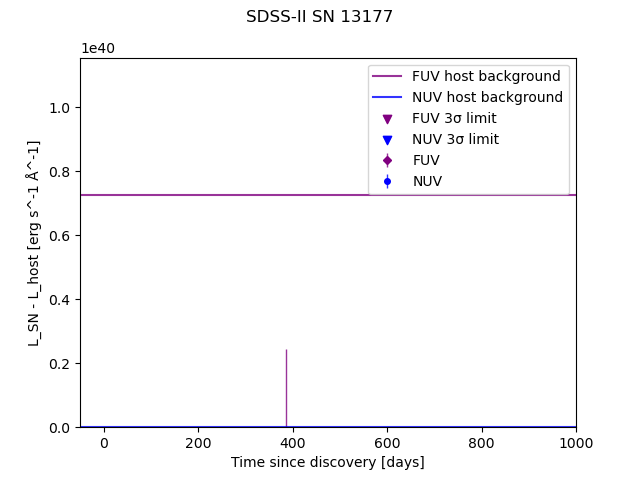 SDSS-II SN 13177
1e40
FUV host background
NUV host background
FUV 3σ limit
NUV 3σ limit
FUV
NUV
1.0
0.8
0.6
0.4
0.2
0.0
L_SN - L_host [erg s^-1 Å^-1]
0 200 400 600 800 1000
Time since discovery [days]